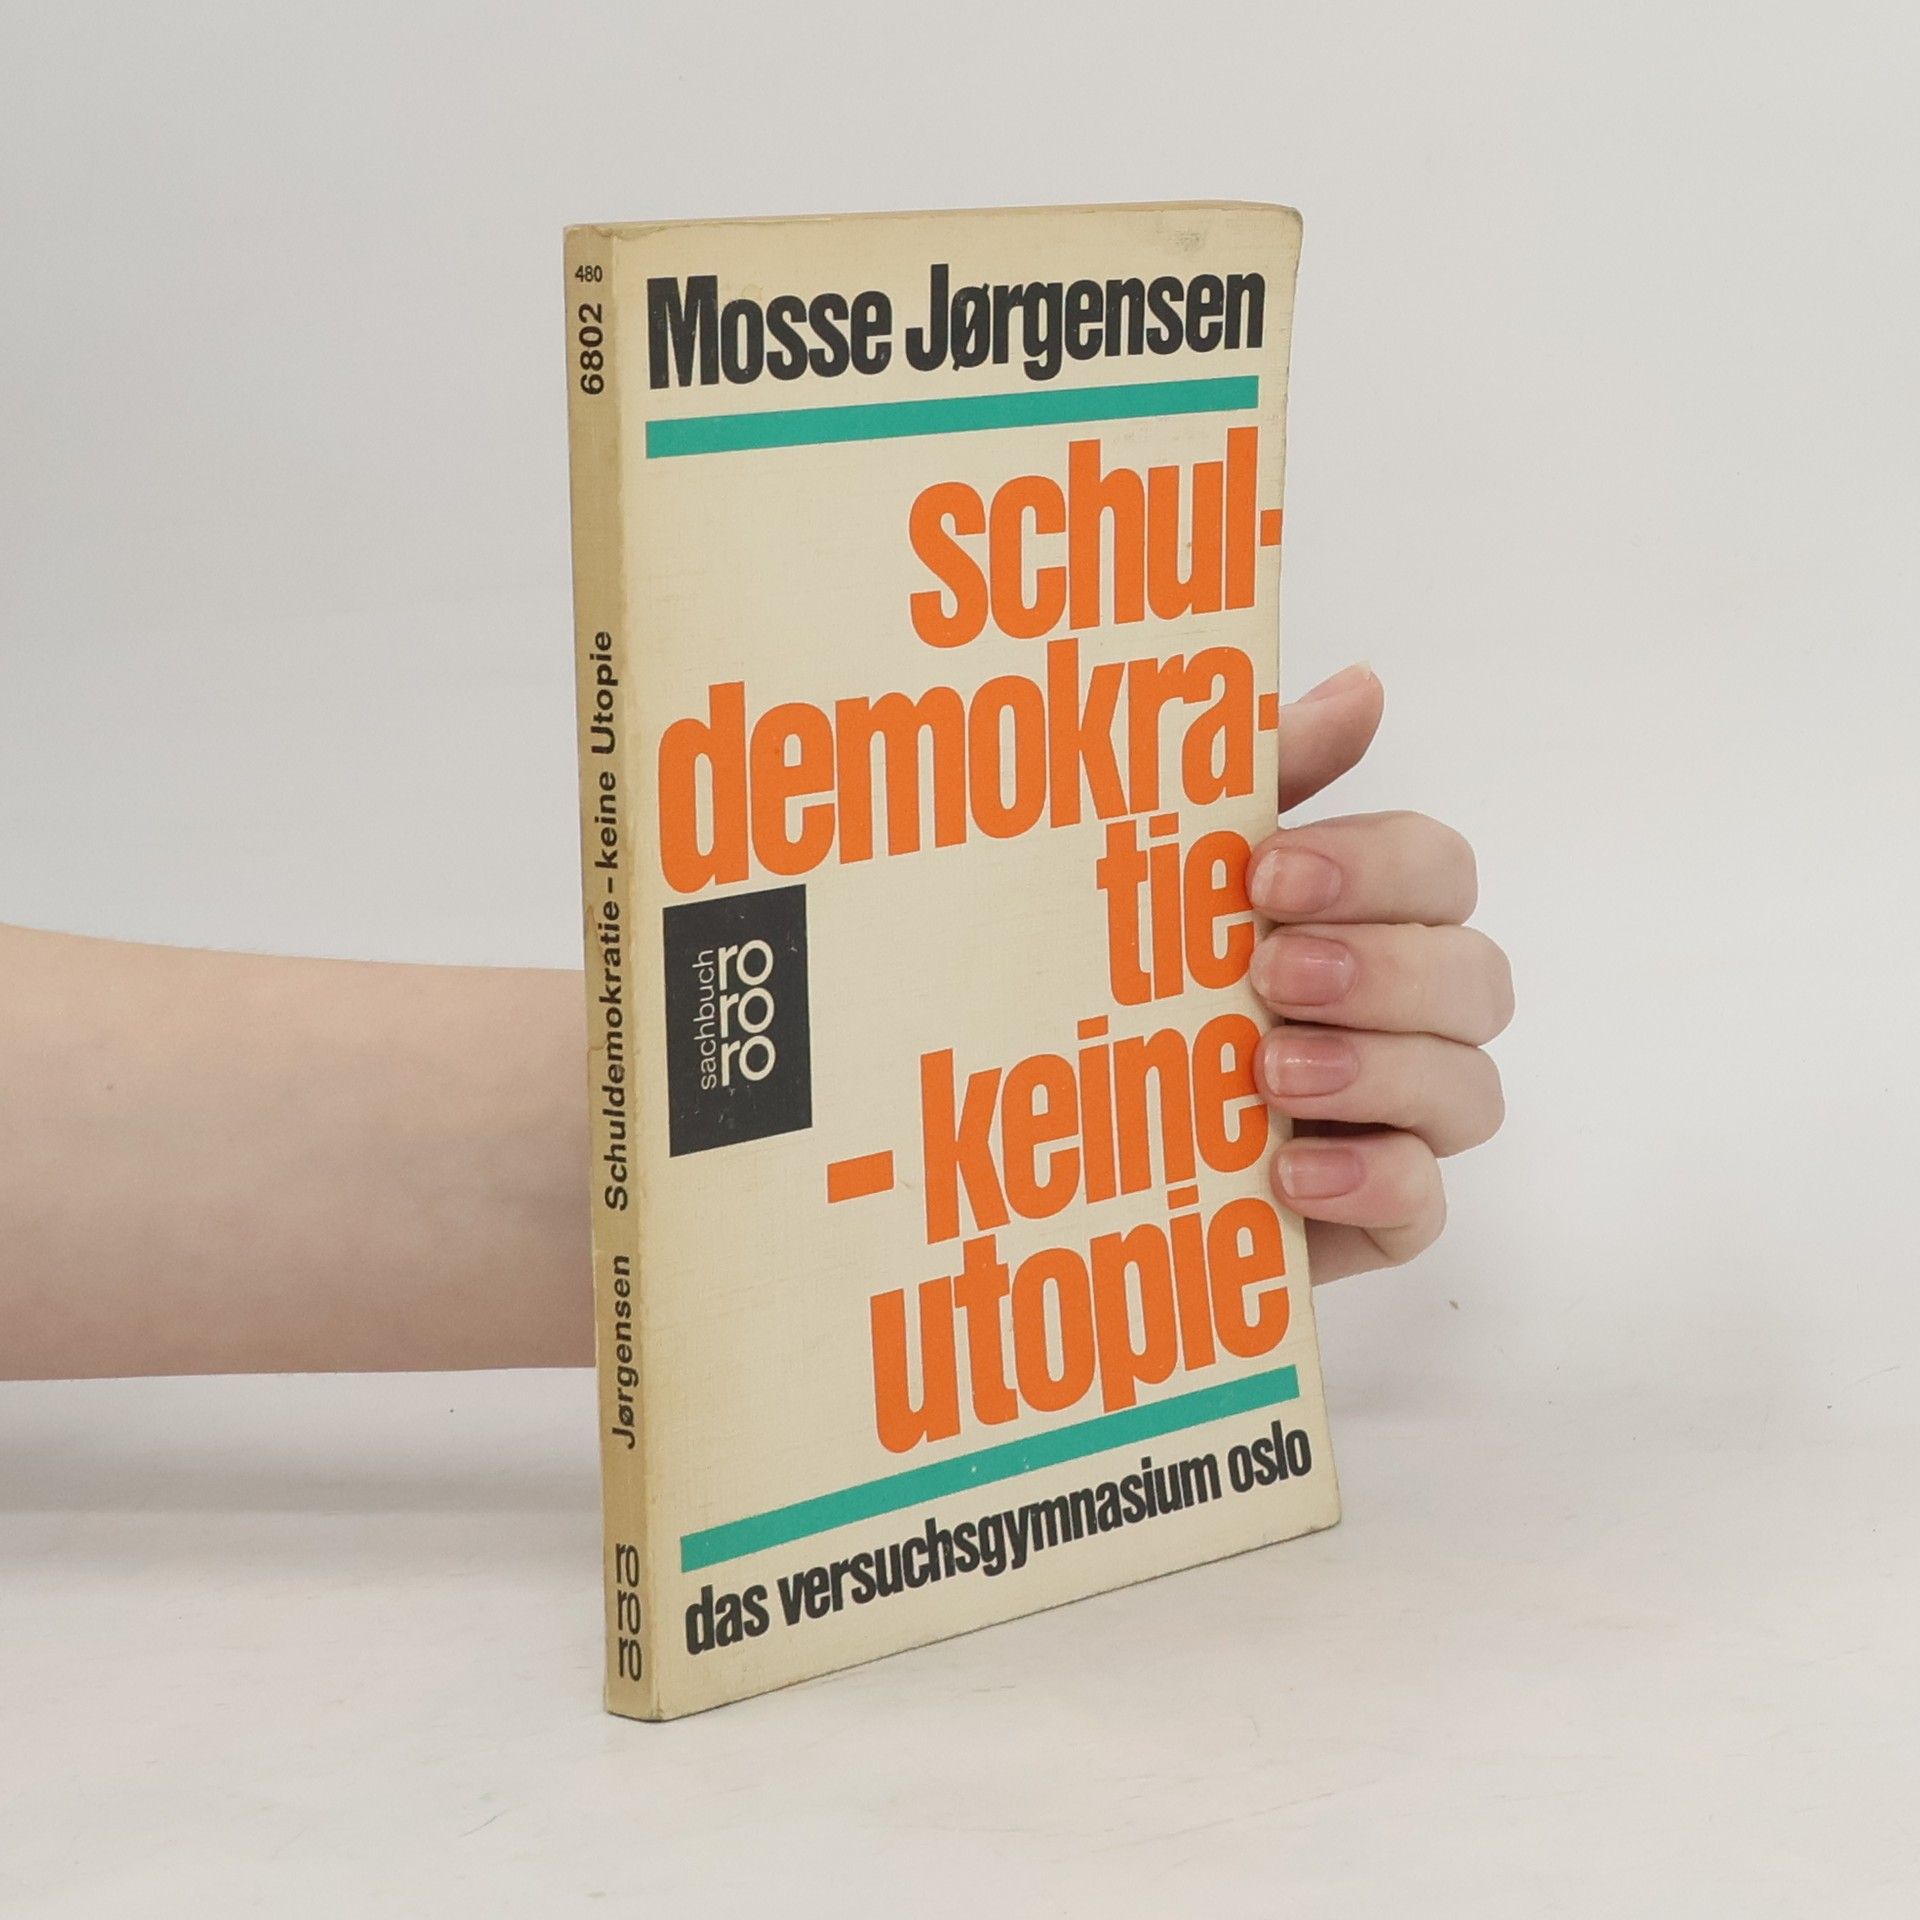 Mosse Jørgensen
schul-
demokra-
tie
- keine
utopie
sachbuch
ro
ro
ro
das versuchsgymnasium oslo
480
6802
Jørgensen Schuldemokratie - keine Utopie
ro
ro
ro